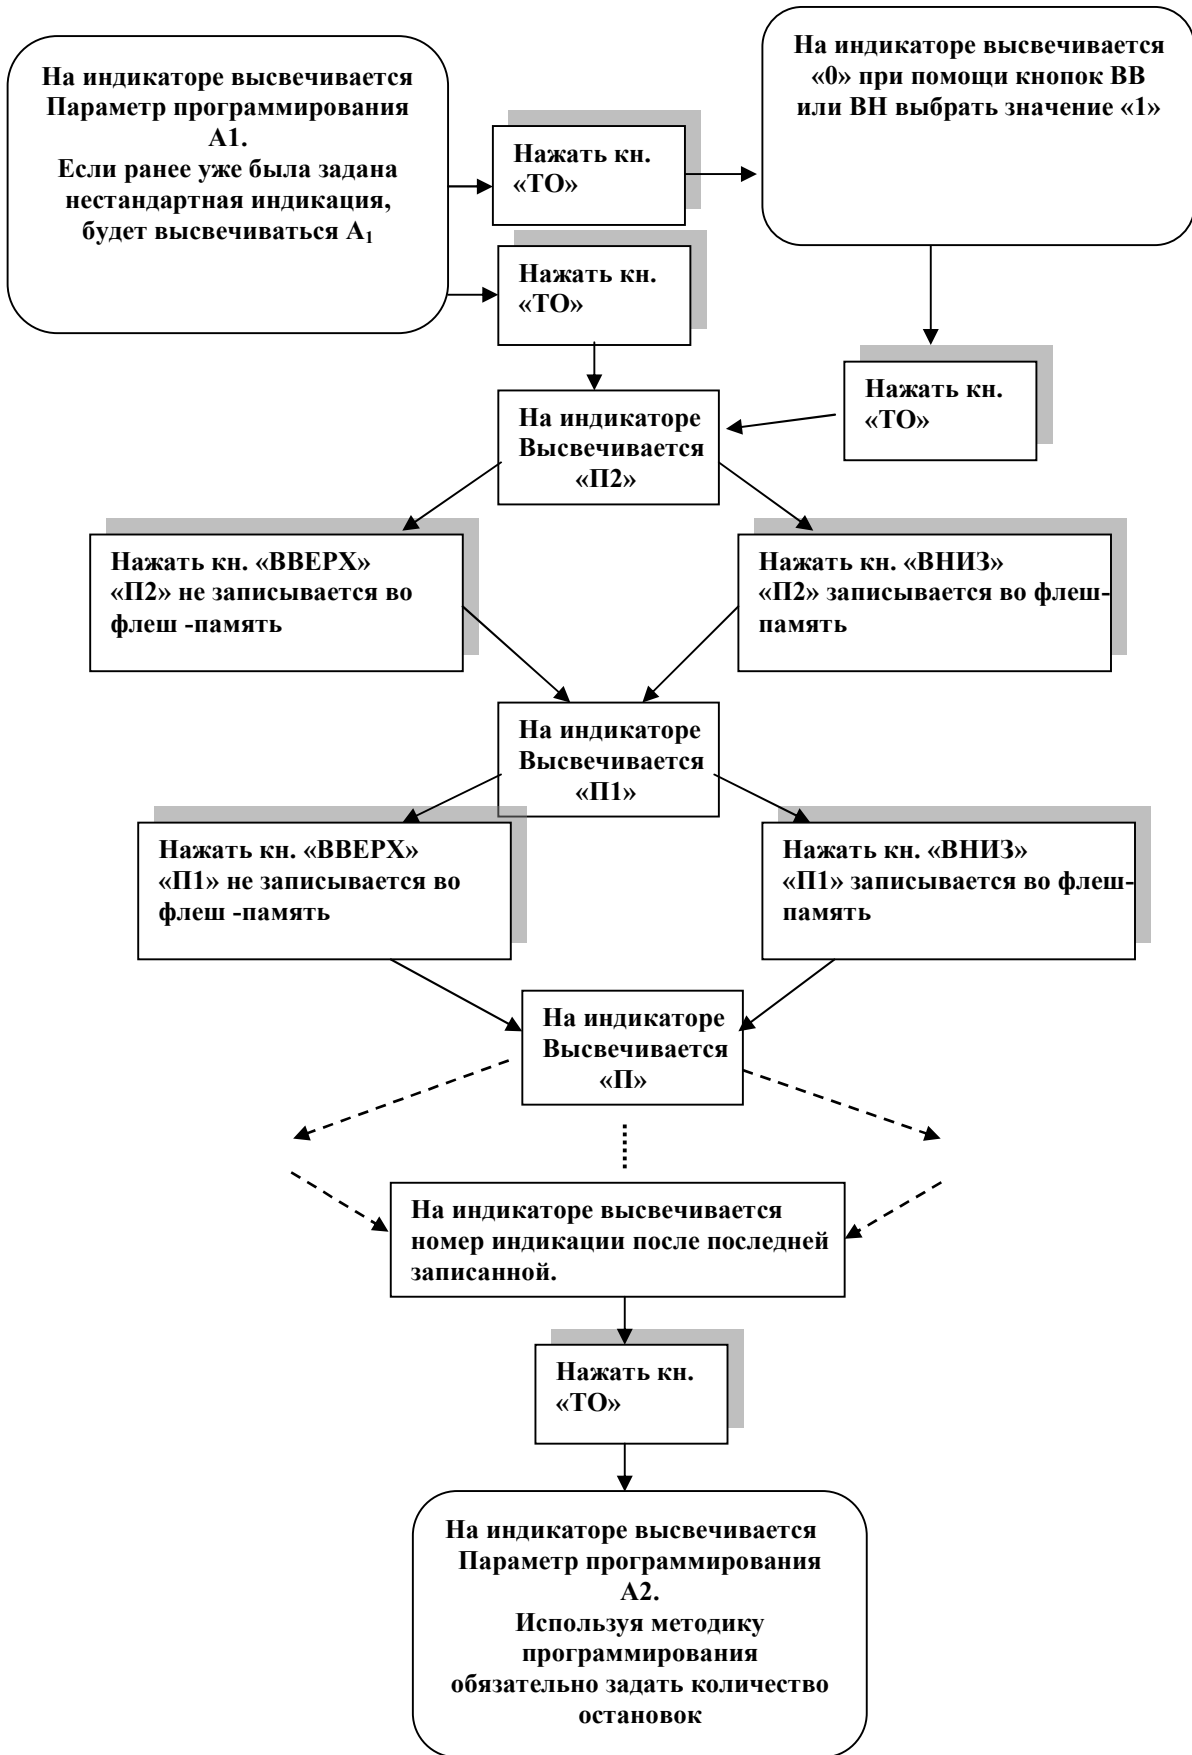 На индикаторе высвечивается
Параметр программирования
А1.
Если ранее уже была задана
нестандартная индикация,
будет высвечиваться А₁
Нажать кн.
«ТО»
На индикаторе высвечивается
«0» при помощи кнопок ВВ
или ВН выбрать значение «1»
Нажать кн.
«ТО»
Нажать кн.
«ТО»
На индикаторе
Высвечивается
«П2»
Нажать кн. «ВВЕРХ»
«П2» не записывается во
флеш -память
Нажать кн. «ВНИЗ»
«П2» записывается во флеш-
память
На индикаторе
Высвечивается
«П1»
Нажать кн. «ВВЕРХ»
«П1» не записывается во
флеш -память
Нажать кн. «ВНИЗ»
«П1» записывается во флеш-
память
На индикаторе
Высвечивается
«П»
На индикаторе высвечивается
номер индикации после последней
записанной.
Нажать кн.
«ТО»
На индикаторе высвечивается
Параметр программирования
А2.
Используя методику
программирования
обязательно задать количество
остановок